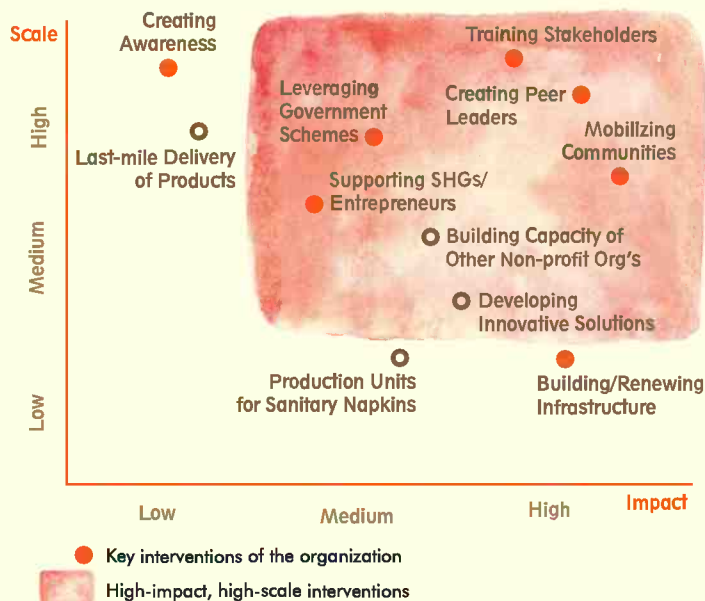 Scale
Creating
Awareness
Training Stakeholders
Leveraging
Government
Schemes
Creating Peer
Leaders
High
Mobilizing
Communities
Last-mile Delivery
of Products
Supporting SHGs/
Entrepreneurs
Medium
Building Capacity of
Other Non-profit Org's
Developing
Innovative Solutions
Low
Production Units
for Sanitary Napkins
Building/Renewing
Infrastructure
Low
Medium
High
Impact
Key interventions of the organization
High-impact, high-scale interventions